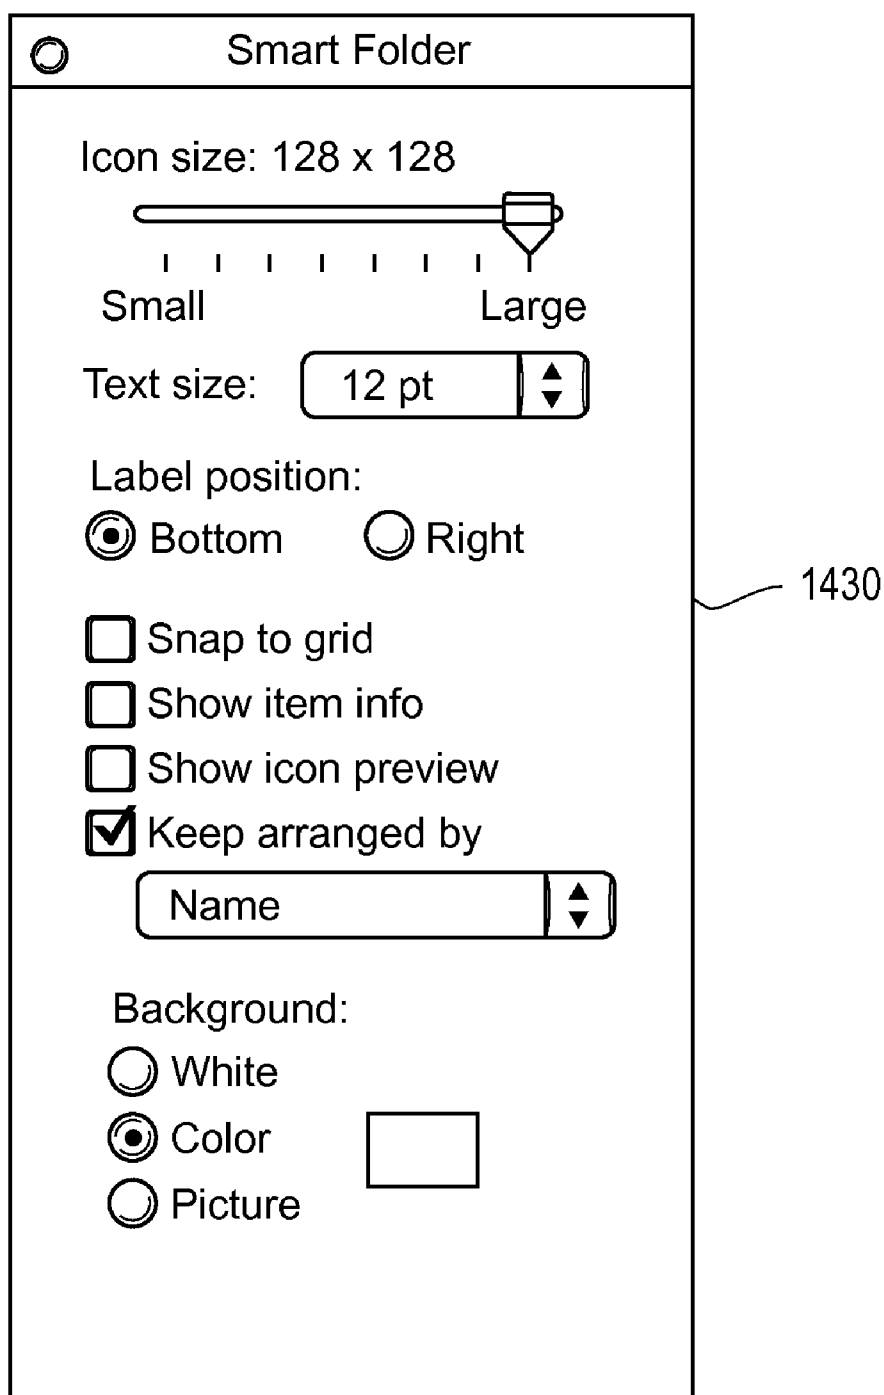 Smart Folder
Icon size: 128 x 128
Small Large
Text size: 12 pt
Label position:
Bottom Right
1430
Snap to grid
Show item info
Show icon preview
Keep arranged by
Name
Background:
White
Color
Picture